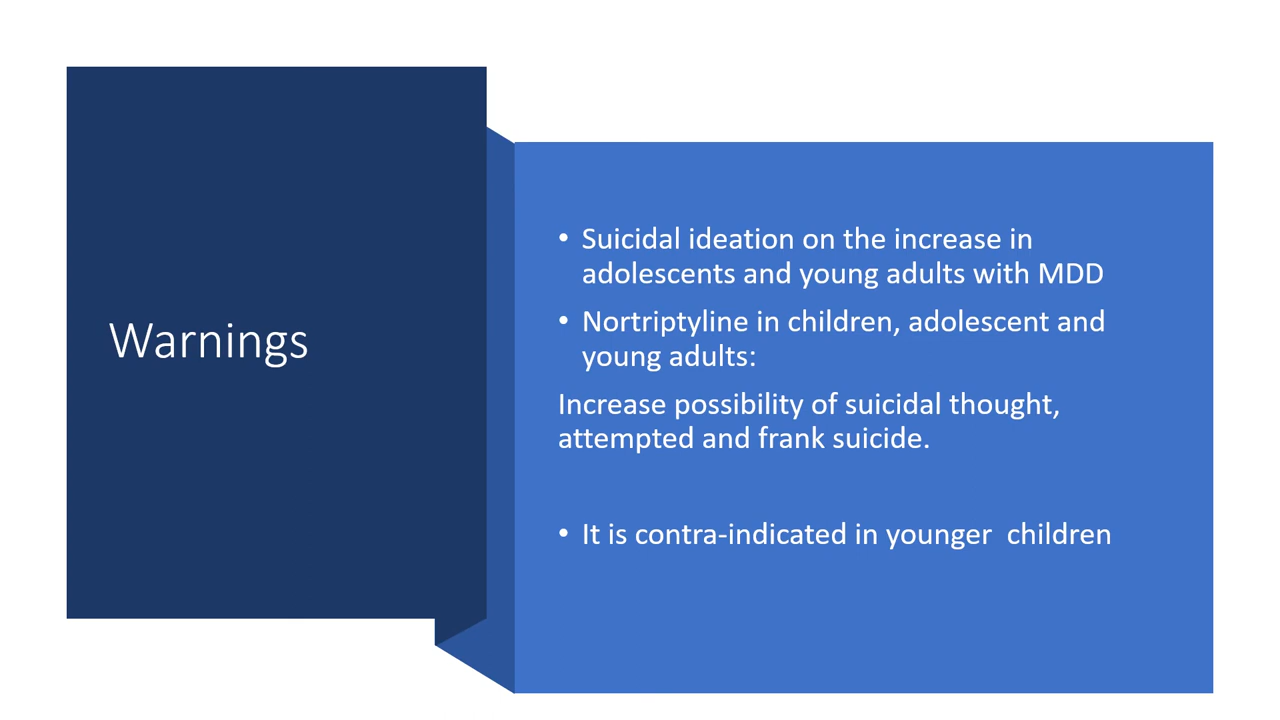 Warnings
• Suicidal ideation on the increase in
adolescents and young adults with MDD
• Nortriptyline in children, adolescent and
young adults:
Increase possibility of suicidal thought,
attempted and frank suicide.
• It is contra-indicated in younger  children